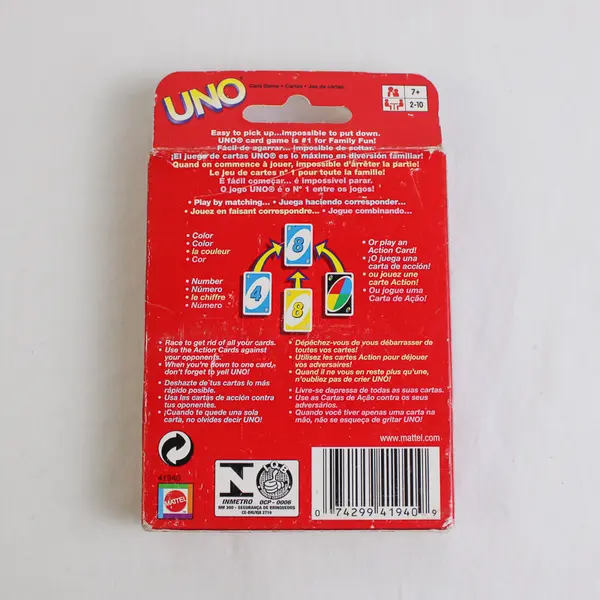 UNO®
Card Game • Cartas • Jeu de cartes
7+
2-10
Easy to pick up...impossible to put down.
UNO® card game is #1 for Family Fun!
Fácil de agarrar... imposible de soltar.
¡El juego de cartas UNO® es lo máximo en diversión familiar!
Quand on commence à jouer, impossible d'arrêter la partie!
Le jeu de cartes n° 1 pour toute la famille!
É fácil começar... é impossível parar.
O jogo UNO® é o N° 1 entre os jogos!
• Play by matching... • Juega haciendo corresponder...
• Jouez en faisant correspondre... • Jogue combinando...
• Color
• Color
• la couleur
• Cor
• Number
• Número
• le chiffre
• Número
8
4
8
• Or play an
Action Card!
• ¡O juega una
carta de acción!
• ou jouez une
carte Action!
• Ou jogue uma
Carta de Ação!
• Race to get rid of all your cards.
• Use the Action Cards against
your opponents.
• When you're down to one card,
don't forget to yell UNO!
• Deshazte de tus cartas lo más
rápido posible.
• Usa las cartas de acción contra
tus oponentes.
• ¡Cuando te quede una sola
carta, no olvides decir UNO!
• Dépêchez-vous de vous débarrasser de
toutes vos cartes!
• Utilisez les cartes Action pour déjouer
vos adversaires!
• Quand il ne vous en reste plus qu'une,
n'oubliez pas de crier UNO!
• Livre-se depressa de todas as suas cartas.
• Use as Cartas de Ação contra os seus
adversários.
• Quando você tiver apenas uma carta na
mão, não se esqueça de gritar UNO!
www.mattel.com
41940
MATTEL
N
IQB
INMETRO
OCP - 0006
NM 300 - SEGURANÇA DE BRINQUEDOS
0 74299 41940 9